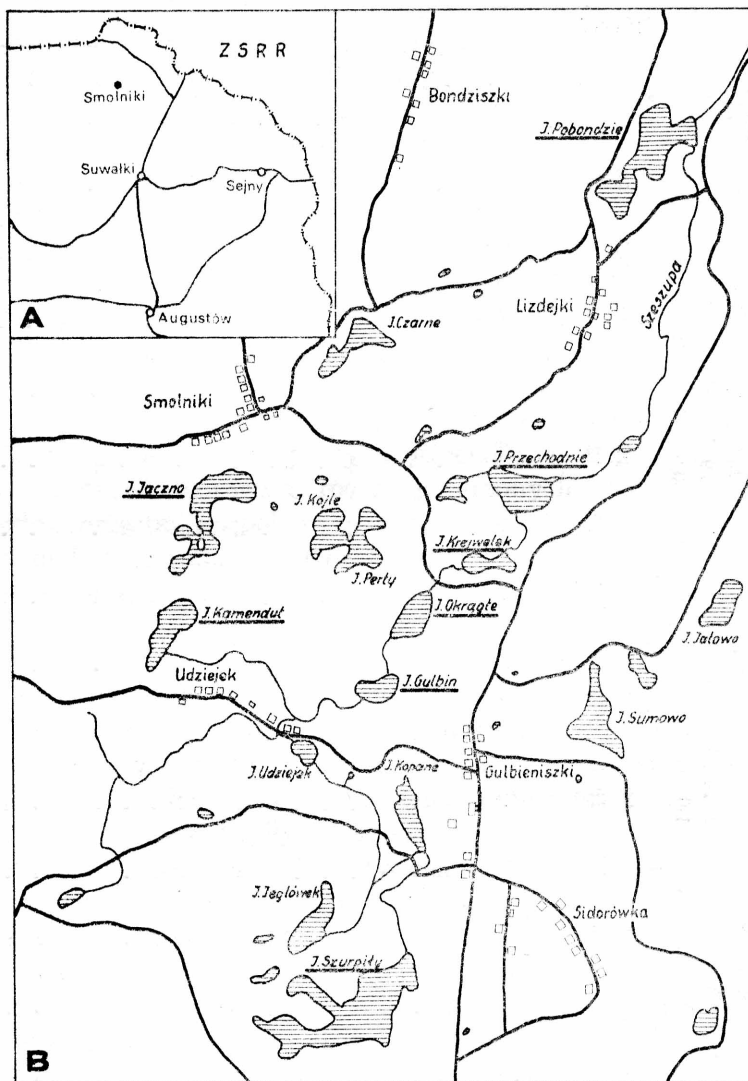 ZSRR
Smolniki
Suwałki
Sejny
Augustów
A
Bondziszki
J. Pobondzie
Szeszupa
Lizdejki
J. Czarne
Smolniki
J. Przechodnie
J. Jaczno
J. Kojle
J. Krejwelek
J. Perty
J. Okrągłe
J. Kamendut
J. Jałowo
Udziejek
J. Gulbin
J. Sumowo
J. Udziejek
J. Kopane
Gulbieniszki
J. Jeglówek
Sidorówka
J. Szurpiły
B